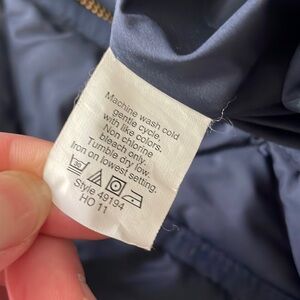 Machine wash cold
gentle cycle.
with like colors.
Non chlorine
bleach only.
Tumble dry low.
Iron on lowest setting.
Style 49194
HO 11